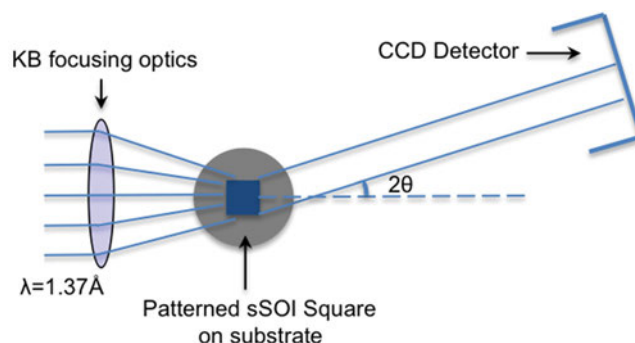 KB focusing optics
CCD Detector
2θ
λ=1.37Å
Patterned sSOI Square
on substrate